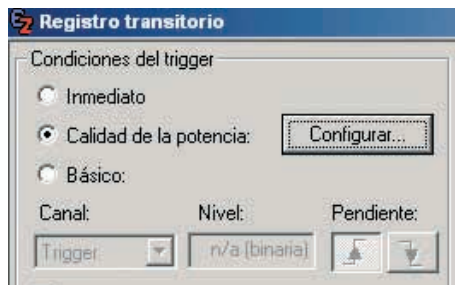 Registro transitorio
Condiciones del trigger
Inmediato
Calidad de la potencia: Configurar...
Básico:
Canal: Nivel: Pendiente:
Trigger n/a (binaria)